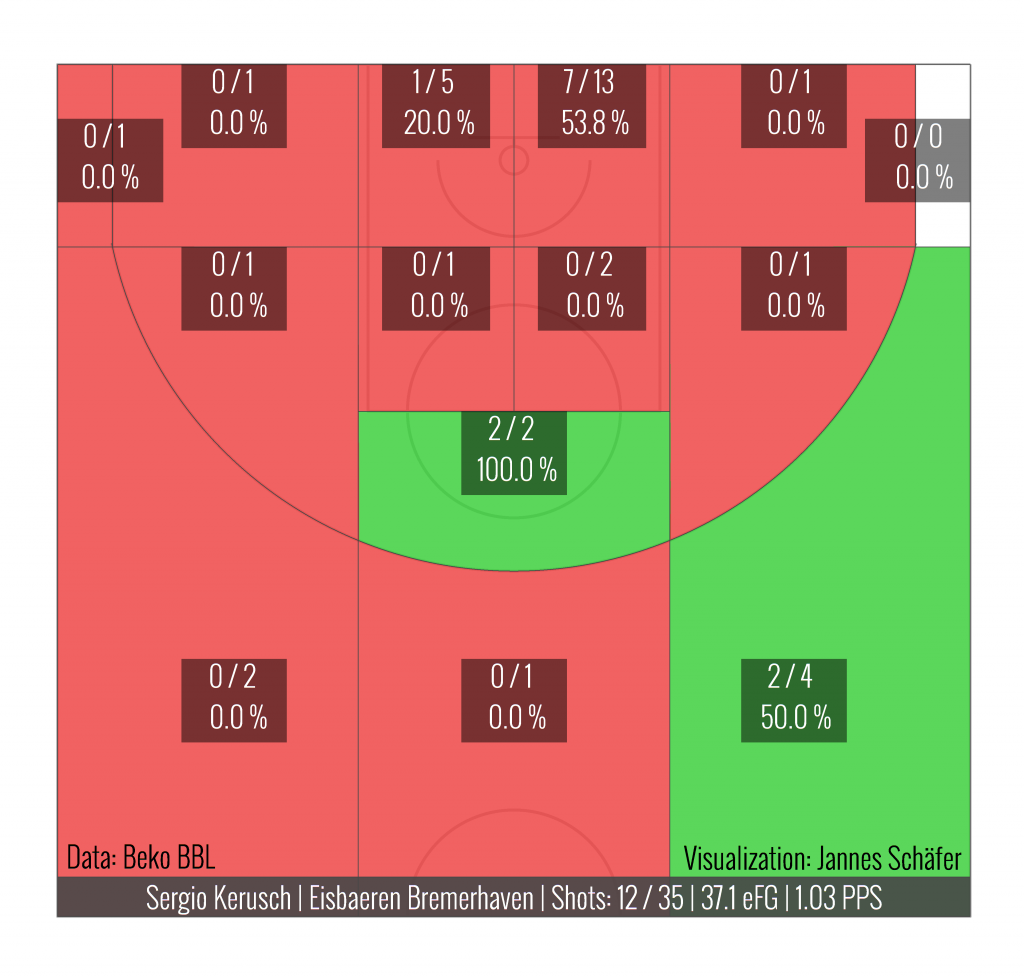 0 / 1
0.0 %
1 / 5
20.0 %
7 / 13
53.8 %
0 / 1
0.0 %
0 / 1
0.0 %
0 / 0
0.0 %
0 / 1
0.0 %
0 / 1
0.0 %
0 / 2
0.0 %
0 / 1
0.0 %
2 / 2
100.0 %
0 / 2
0.0 %
0 / 1
0.0 %
2 / 4
50.0 %
Data: Beko BBL
Visualization: Jannes Schäfer
Sergio Kerusch | Eisbaeren Bremerhaven | Shots: 12 / 35 | 37.1 eFG | 1.03 PPS